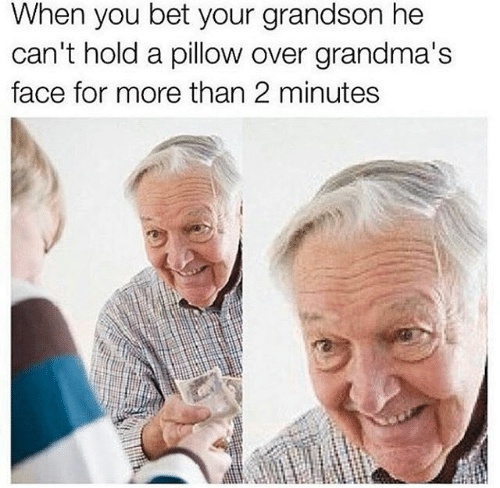 When you bet your grandson he
can't hold a pillow over grandma's
face for more than 2 minutes